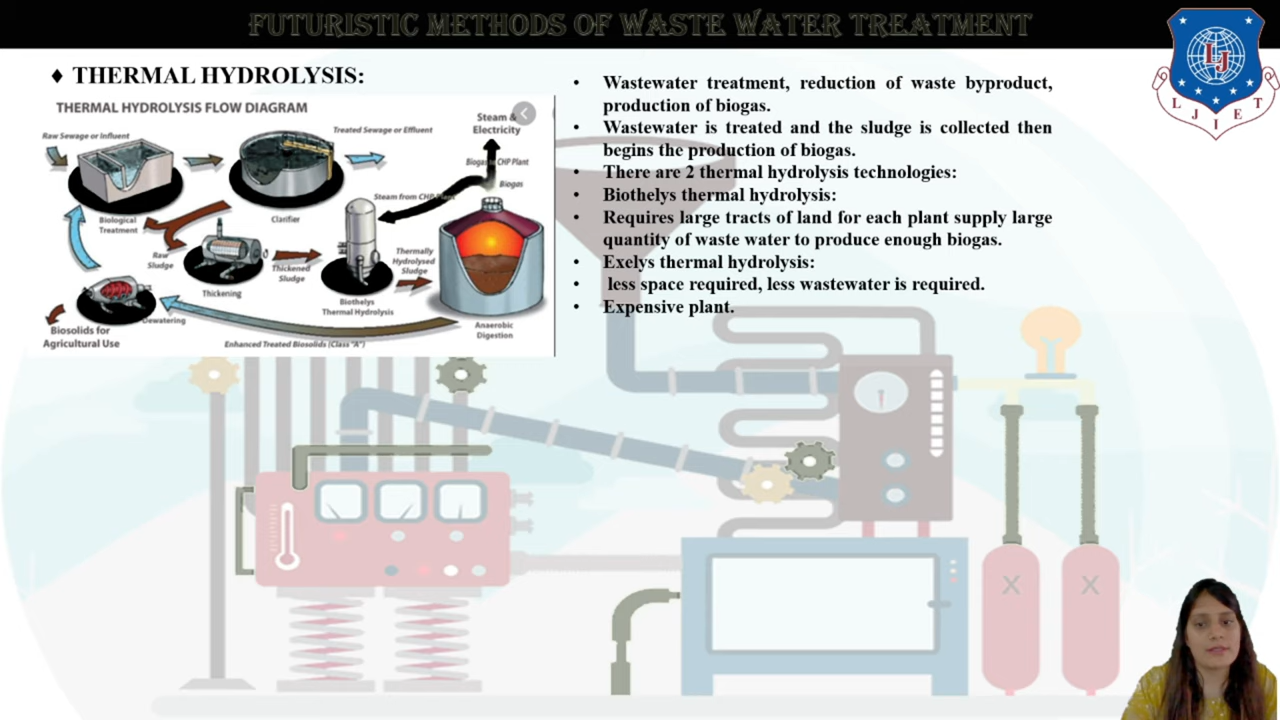 FUTURISTIC METHODS OF WASTE WATER TREATMENT
L J I E T
LJ
♦ THERMAL HYDROLYSIS:
THERMAL HYDROLYSIS FLOW DIAGRAM
Raw Sewage or Influent
Treated Sewage or Effluent
Steam &
Electricity
Biogas CHP Plant
Biogas
Steam from CHP
Biological
Treatment
Clarifier
Raw
Sludge
Thickening
Thickened
Sludge
Biothelys
Thermal Hydrolysis
Thermally
Hydrolysed
Sludge
Anaerobic
Digestion
Dewatering
Biosolids for
Agricultural Use
Enhanced Treated Biosolids (Class "A")
• Wastewater treatment, reduction of waste byproduct,
production of biogas.
• Wastewater is treated and the sludge is collected then
begins the production of biogas.
• There are 2 thermal hydrolysis technologies:
• Biothelys thermal hydrolysis:
• Requires large tracts of land for each plant supply large
quantity of waste water to produce enough biogas.
• Exelys thermal hydrolysis:
• less space required, less wastewater is required.
• Expensive plant.
X X